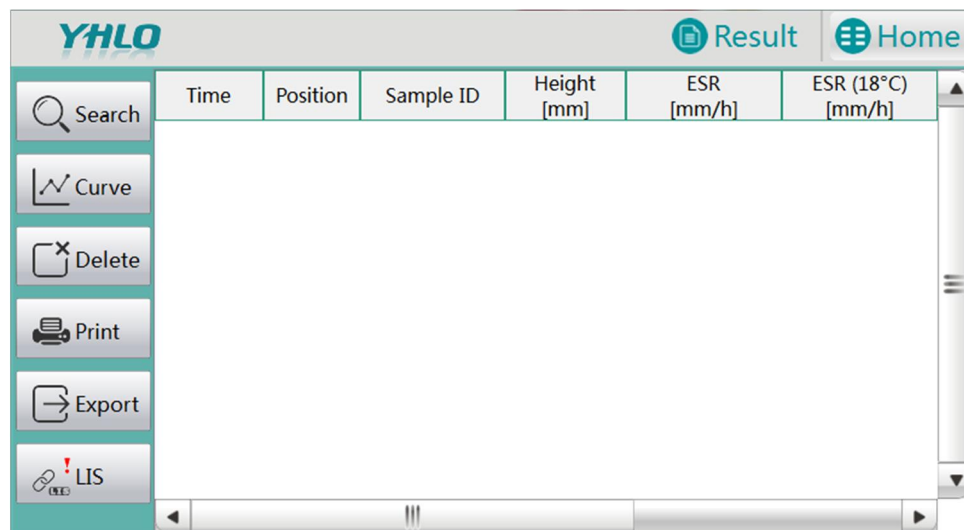 YHLO
Result
Home
Search
Time
Position
Sample ID
Height
[mm]
ESR
[mm/h]
ESR (18°C)
[mm/h]
Curve
Delete
Print
Export
LIS